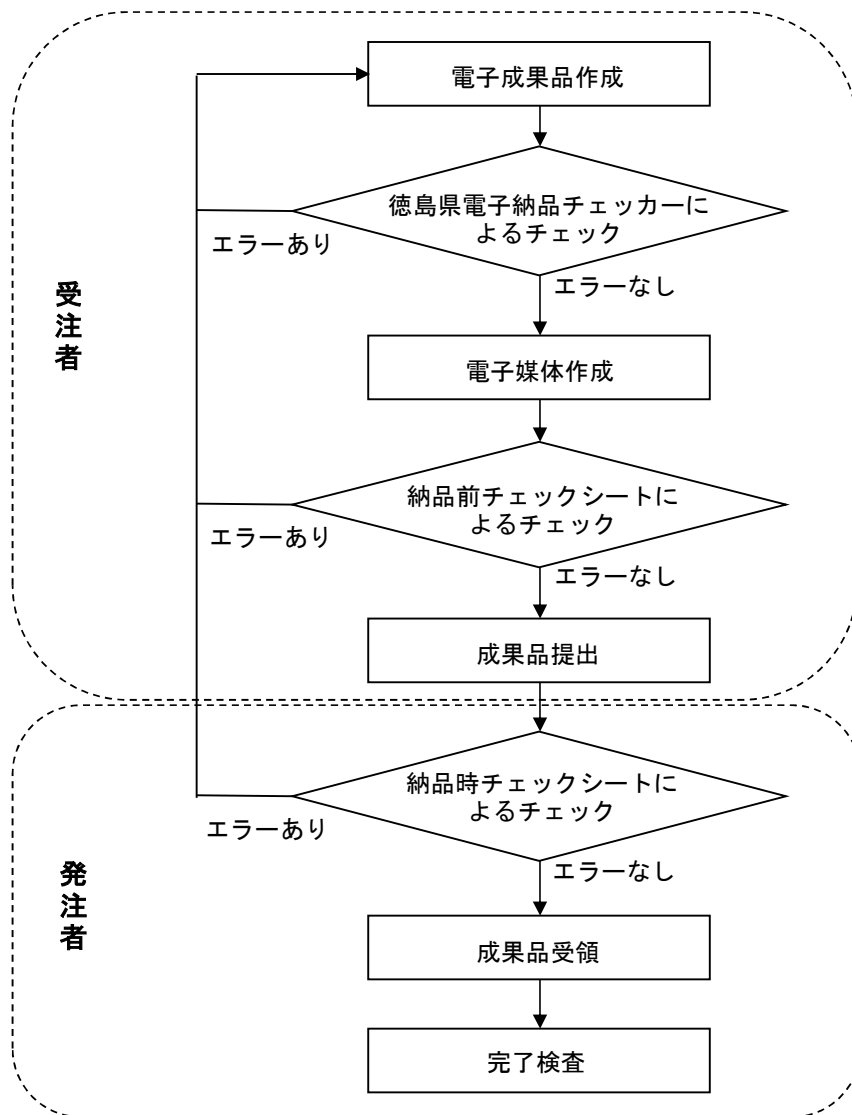 電子成果品作成
徳島県電子納品チェッカーに
よるチェック
エラーあり
エラーなし
受注者
電子媒体作成
納品前チェックシートに
よるチェック
エラーあり
エラーなし
成果品提出
納品時チェックシートに
よるチェック
エラーあり
エラーなし
発注者
成果品受領
完了検査